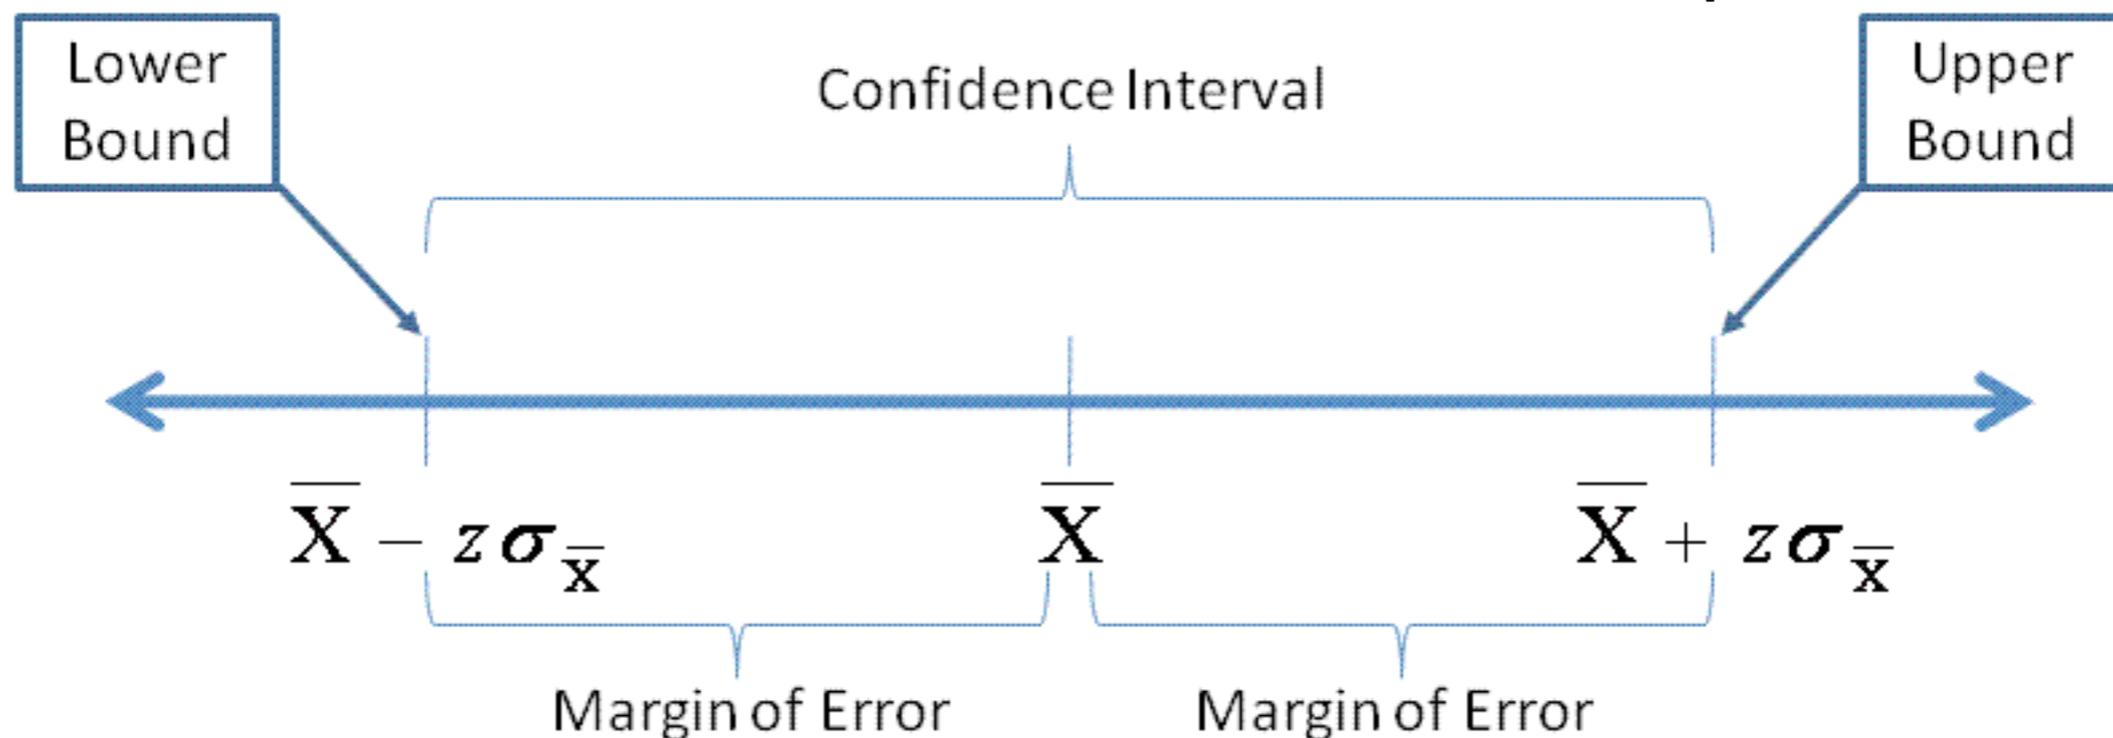 Lower
Bound
Confidence Interval
Upper
Bound
X̅ − zσx̅
X̅
X̅ + zσx̅
Margin of Error
Margin of Error